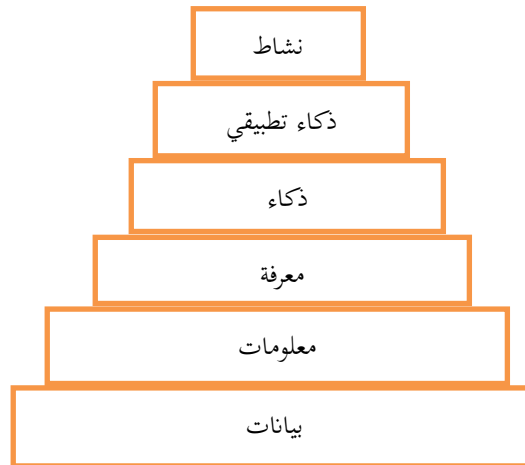 نشاط
ذكاء تطبيقي
ذكاء
معرفة
معلومات
بيانات